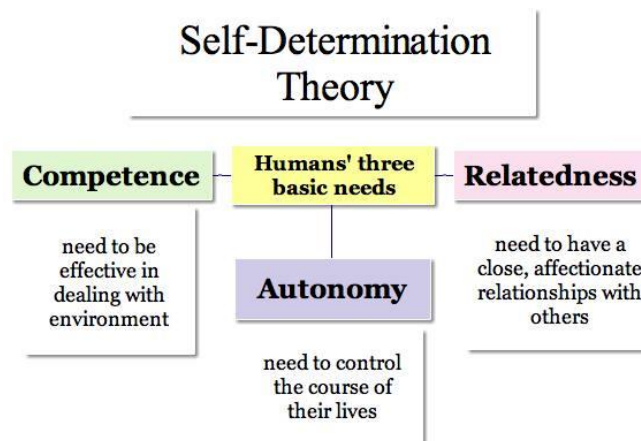 Self-Determination
Theory
Competence
Humans' three
basic needs
Relatedness
need to be
effective in
dealing with
environment
Autonomy
need to have a
close, affectionate
relationships with
others
need to control
the course of
their lives